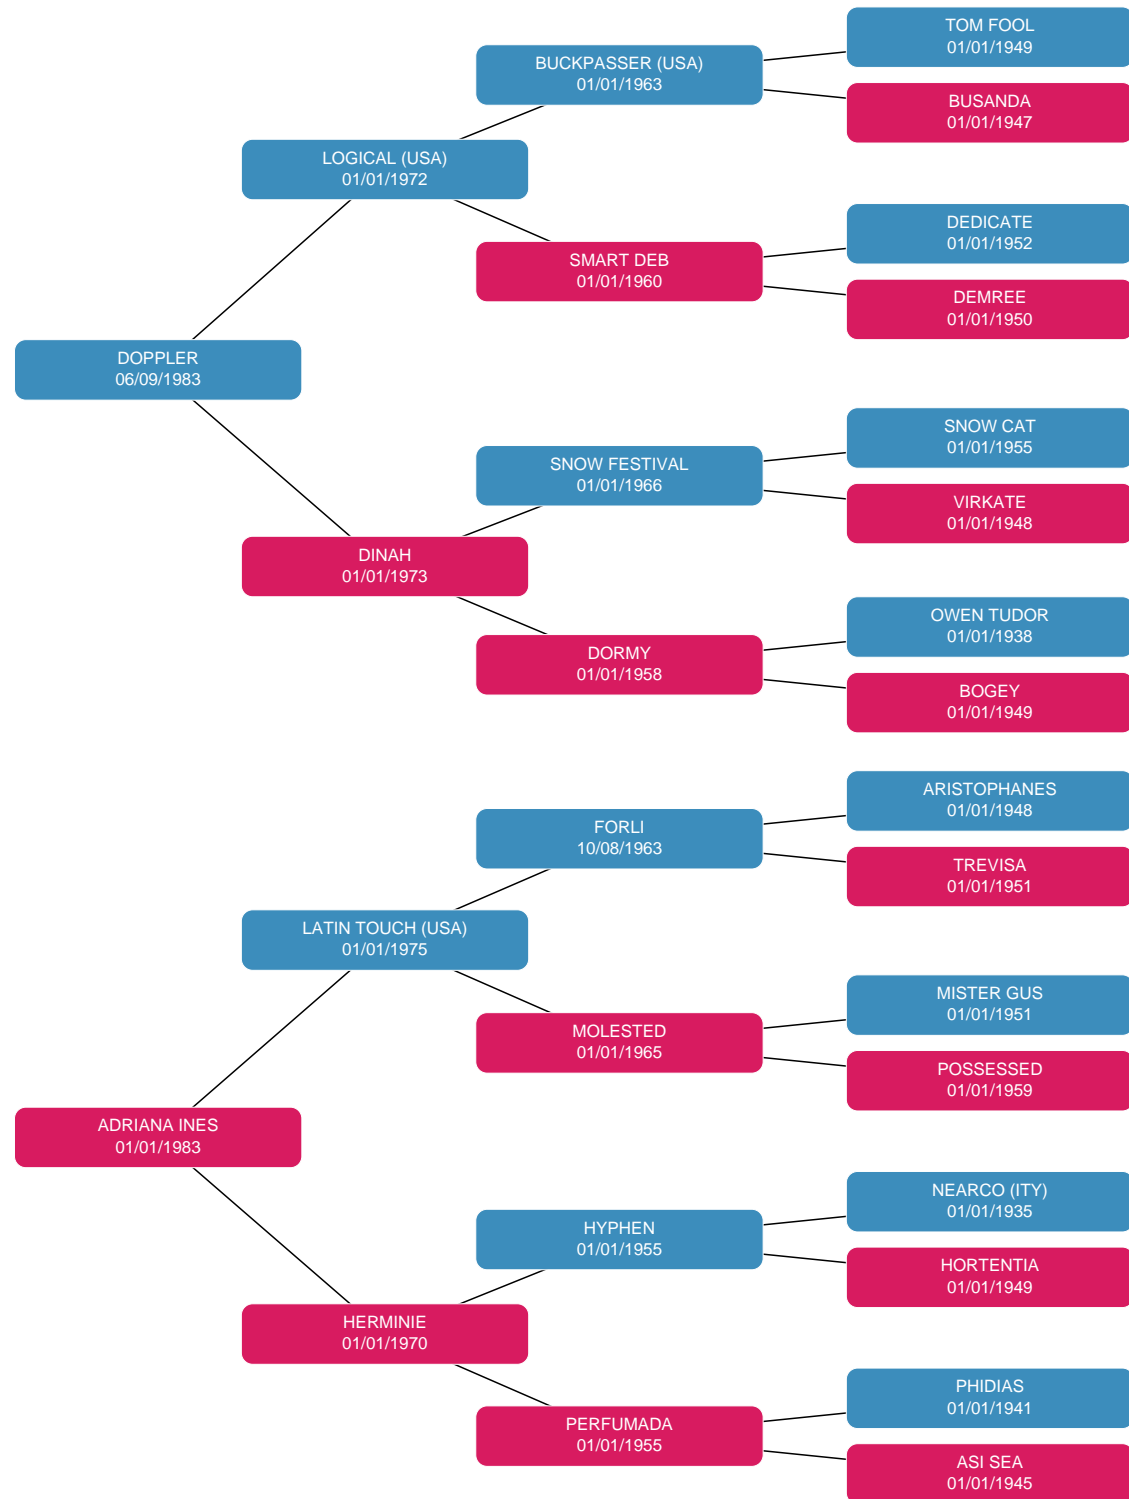 TOM FOOL
01/01/1949
BUCKPASSER (USA)
01/01/1963
BUSANDA
01/01/1947
LOGICAL (USA)
01/01/1972
DEDICATE
01/01/1952
SMART DEB
01/01/1960
DEMREE
01/01/1950
DOPPLER
06/09/1983
SNOW CAT
01/01/1955
SNOW FESTIVAL
01/01/1966
VIRKATE
01/01/1948
DINAH
01/01/1973
OWEN TUDOR
01/01/1938
DORMY
01/01/1958
BOGEY
01/01/1949
ARISTOPHANES
01/01/1948
FORLI
10/08/1963
TREVISA
01/01/1951
LATIN TOUCH (USA)
01/01/1975
MISTER GUS
01/01/1951
MOLESTED
01/01/1965
POSSESSED
01/01/1959
ADRIANA INES
01/01/1983
NEARCO (ITY)
01/01/1935
HYPHEN
01/01/1955
HORTENTIA
01/01/1949
HERMINIE
01/01/1970
PHIDIAS
01/01/1941
PERFUMADA
01/01/1955
ASI SEA
01/01/1945